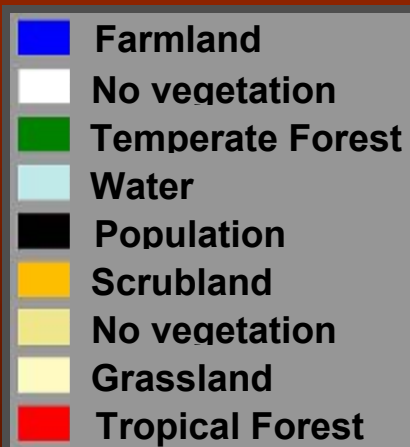 Farmland
No vegetation
Temperate Forest
Water
Population
Scrubland
No vegetation
Grassland
Tropical Forest